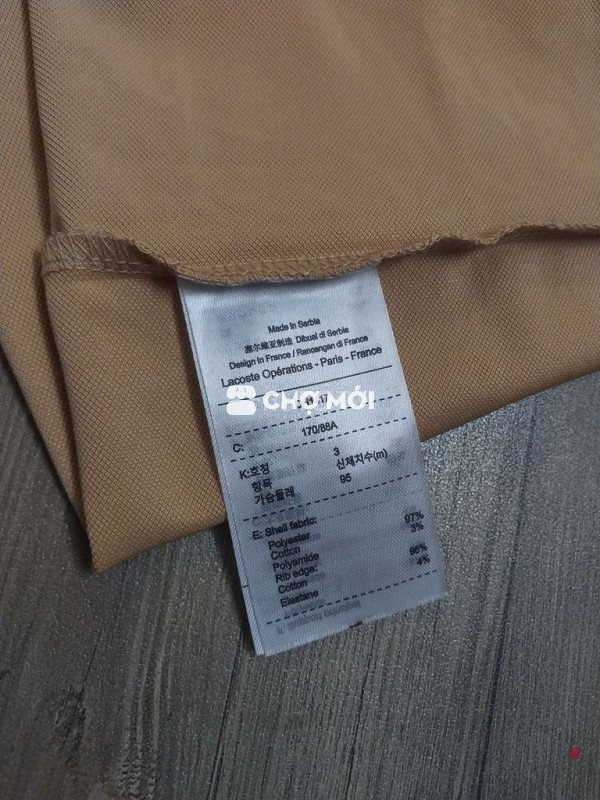 Made in Serbia
塞尔维亚制造 Dibuat di Serbia
Design in France / Rancangan di France
Lacoste Opérations - Paris - France
CHỢ MỚI
C: 170/88A
K:호칭 3
항목 신체치수(m)
가슴둘레 95
E: Shell fabric:
Polyester 97%
Cotton 3%
Polyamide
Rib edge:
Cotton 96%
Elastane 4%